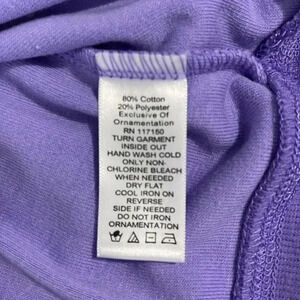 80% Cotton
20% Polyester
Exclusive Of
Ornamentation
RN 117150
TURN GARMENT
INSIDE OUT
HAND WASH COLD
ONLY NON-
CHLORINE BLEACH
WHEN NEEDED
DRY FLAT
COOL IRON ON
REVERSE
SIDE IF NEEDED
DO NOT IRON
ORNAMENTATION